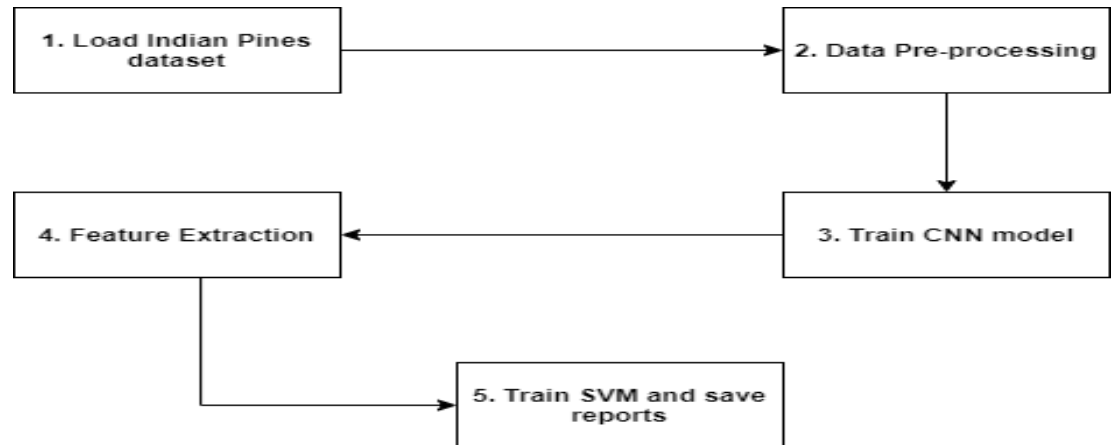 1. Load Indian Pines
dataset
2. Data Pre-processing
3. Train CNN model
4. Feature Extraction
5. Train SVM and save
reports